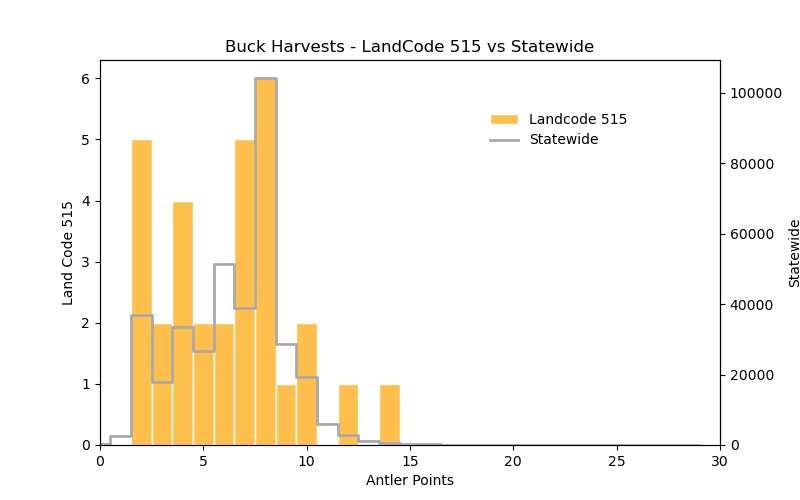 Buck Harvests - LandCode 515 vs Statewide
Landcode 515
Statewide
Land Code 515
6
5
4
3
2
1
0
100000
80000
60000
40000
20000
0
Statewide
0 5 10 15 20 25 30
Antler Points